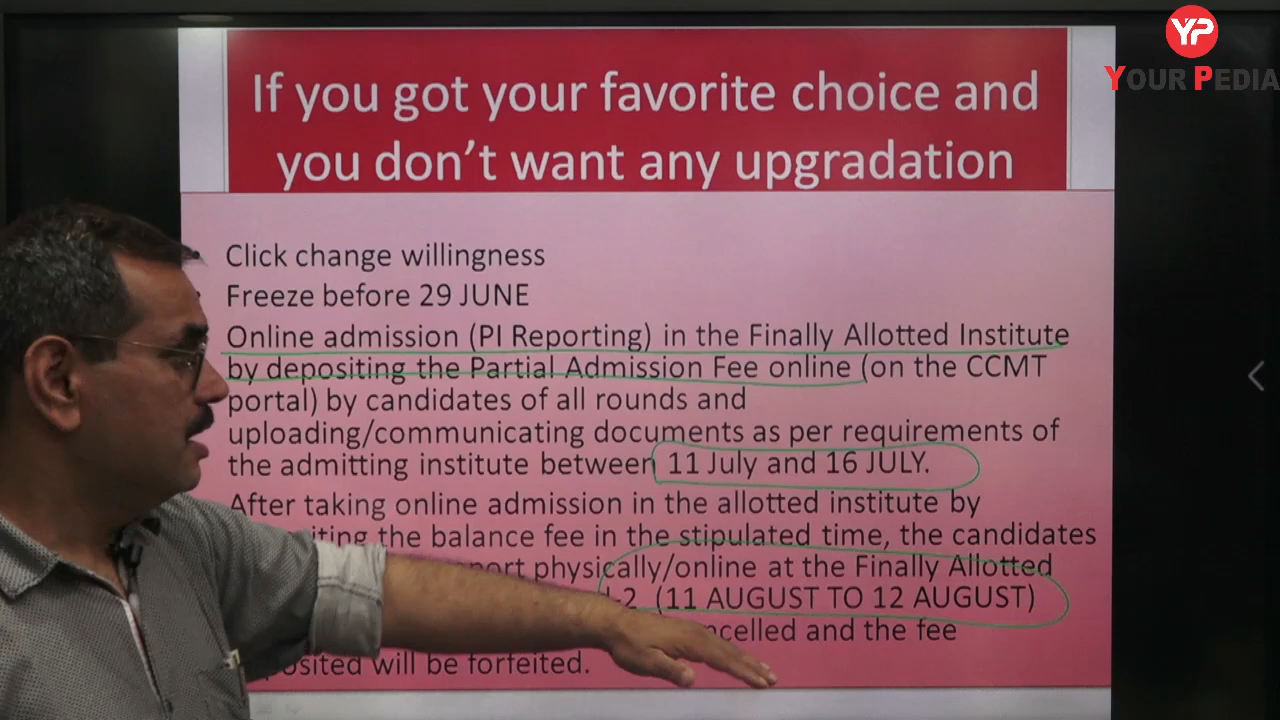 YP
YOUR PEDIA
If you got your favorite choice and
you don't want any upgradation
Click change willingness
Freeze before 29 JUNE
Online admission (PI Reporting) in the Finally Allotted Institute
by depositing the Partial Admission Fee online (on the CCMT
portal) by candidates of all rounds and
uploading/communicating documents as per requirements of
the admitting institute between 11 July and 16 JULY.
After taking online admission in the allotted institute by
the balance fee in the stipulated time, the candidates
physically/online at the Finally Allotted
(11 AUGUST TO 12 AUGUST)
and the fee
will be forfeited.